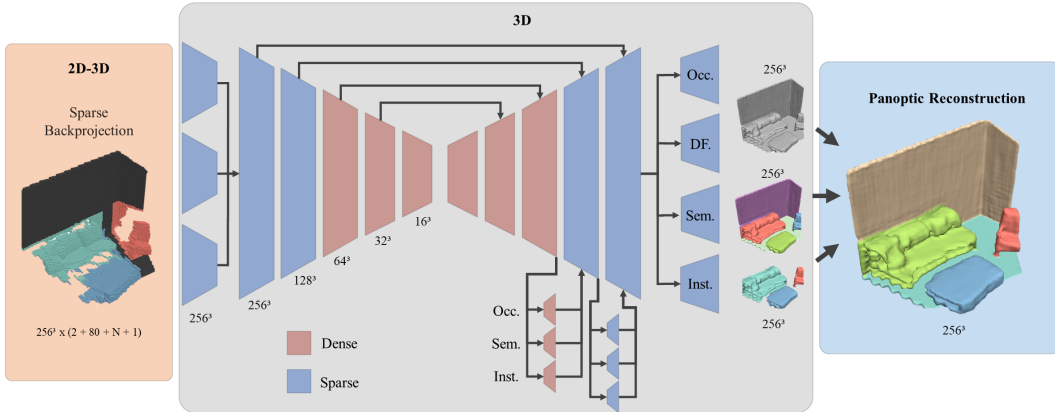 3D
2D-3D
Sparse
Backprojection
256³ x (2 + 80 + N + 1)
256³
256³
128³
64³
32³
16³
Dense
Sparse
Occ.
Sem.
Inst.
Occ.
DF.
Sem.
Inst.
256³
256³
256³
Panoptic Reconstruction
256³